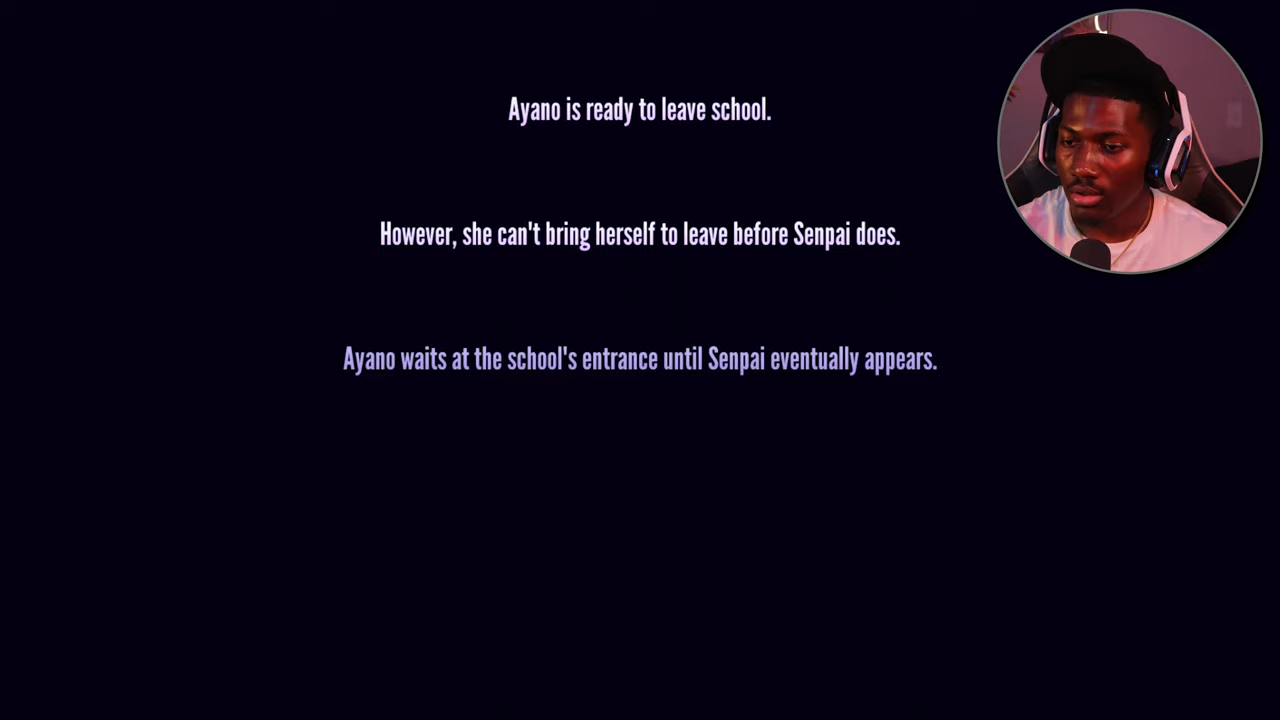 Ayano is ready to leave school.
However, she can't bring herself to leave before Senpai does.
Ayano waits at the school's entrance until Senpai eventually appears.